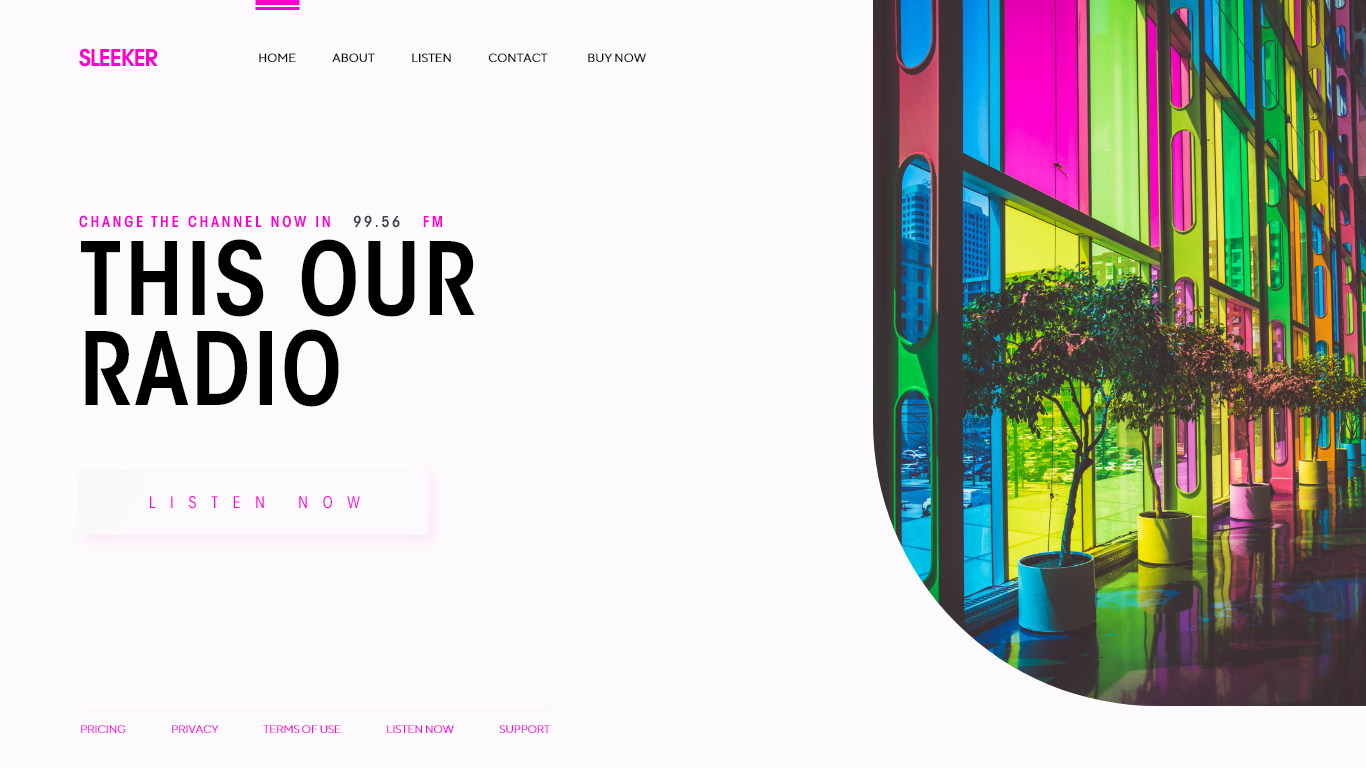 SLEEKER HOME ABOUT LISTEN CONTACT BUY NOW
CHANGE THE CHANNEL NOW IN 99.56 FM
THIS OUR
RADIO
LISTEN NOW
PRICING PRIVACY TERMS OF USE LISTEN NOW SUPPORT